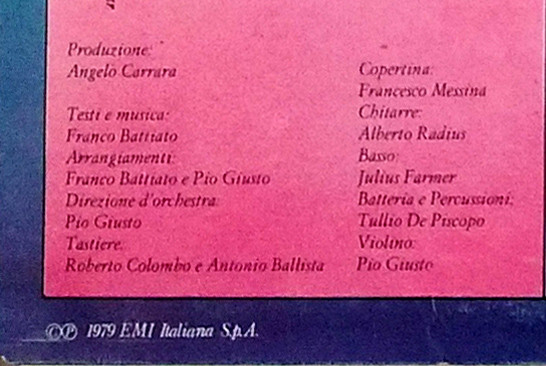 Produzione:
Angelo Carrara
Testi e musica:
Franco Battiato
Arrangiamenti:
Franco Battiato e Pio Giusto
Direzione d'orchestra:
Pio Giusto
Tastiere:
Roberto Colombo e Antonio Ballista
Copertina:
Francesco Messina
Chitarre:
Alberto Radius
Basso:
Julius Farmer
Batteria e Percussioni:
Tullio De Piscopo
Violino:
Pio Giusto
©℗ 1979 EMI Italiana S.p.A.